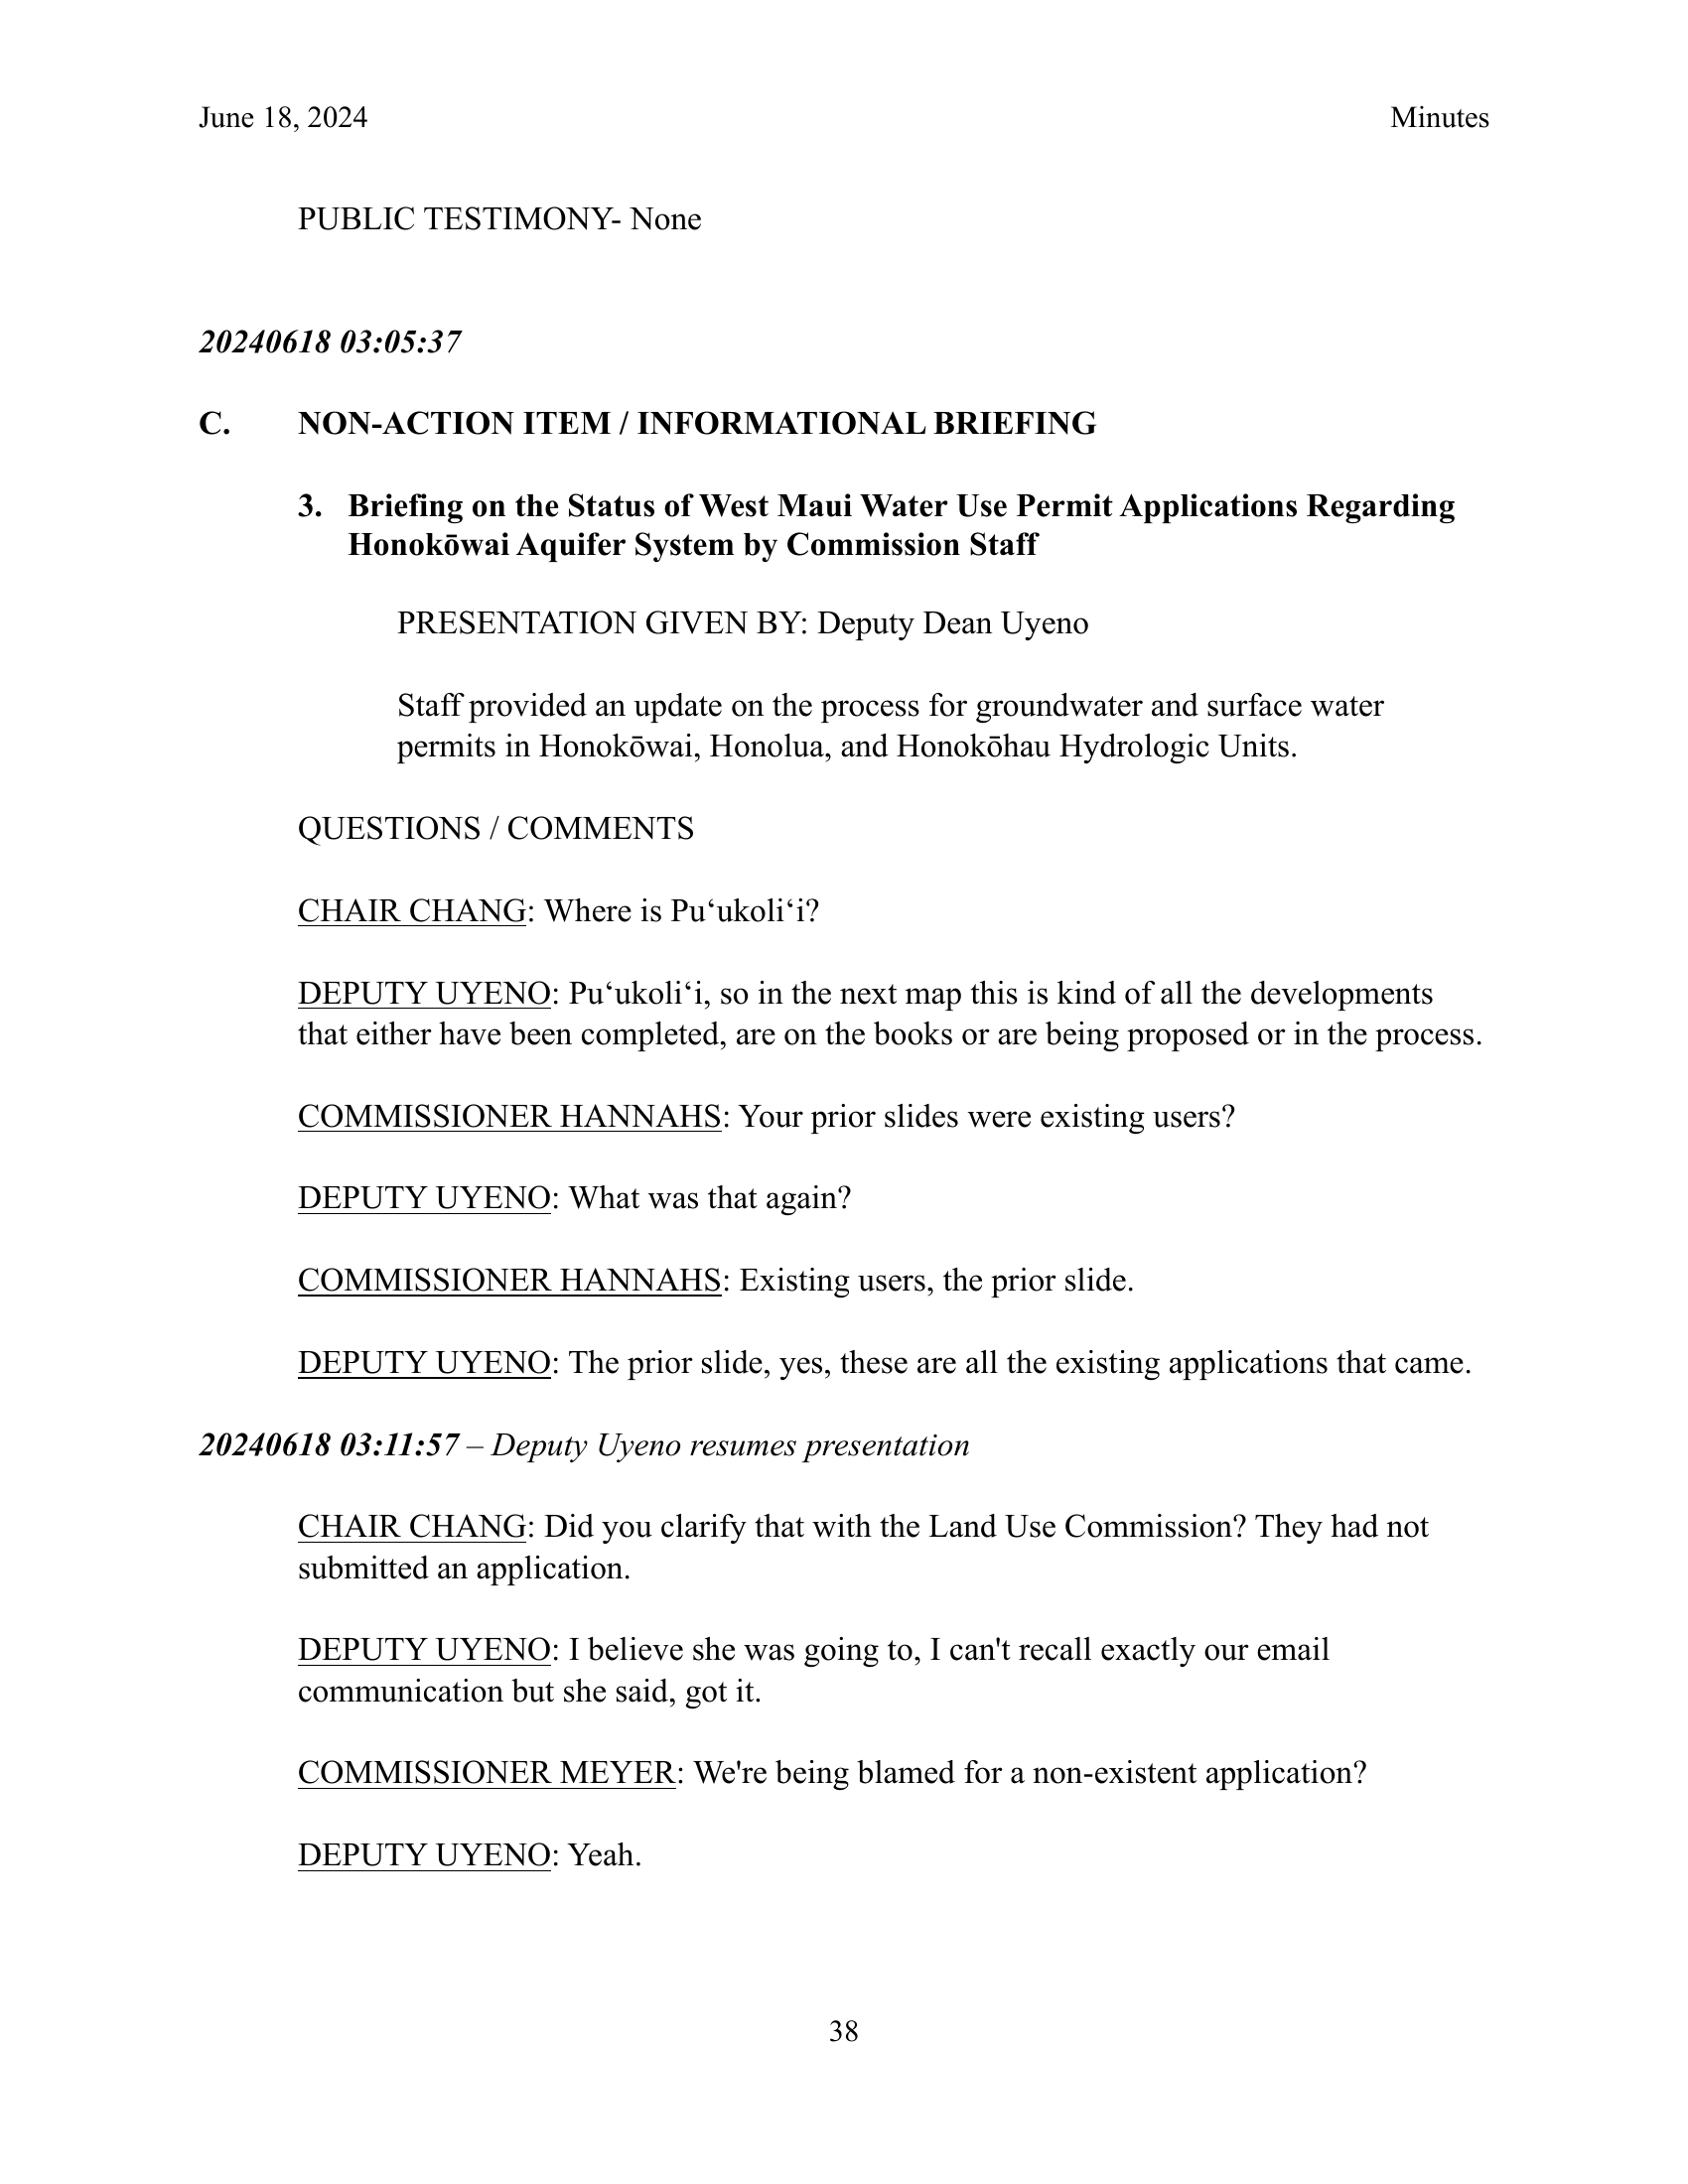 June 18, 2024 Minutes
PUBLIC TESTIMONY- None
20240618 03:05:37
C. NON-ACTION ITEM / INFORMATIONAL BRIEFING
3. Briefing on the Status of West Maui Water Use Permit Applications Regarding
Honokōwai Aquifer System by Commission Staff
PRESENTATION GIVEN BY: Deputy Dean Uyeno
Staff provided an update on the process for groundwater and surface water
permits in Honokōwai, Honolua, and Honokōhau Hydrologic Units.
QUESTIONS / COMMENTS
CHAIR CHANG: Where is Puʻukoliʻi?
DEPUTY UYENO: Puʻukoliʻi, so in the next map this is kind of all the developments
that either have been completed, are on the books or are being proposed or in the process.
COMMISSIONER HANNAHS: Your prior slides were existing users?
DEPUTY UYENO: What was that again?
COMMISSIONER HANNAHS: Existing users, the prior slide.
DEPUTY UYENO: The prior slide, yes, these are all the existing applications that came.
20240618 03:11:57 – Deputy Uyeno resumes presentation
CHAIR CHANG: Did you clarify that with the Land Use Commission? They had not
submitted an application.
DEPUTY UYENO: I believe she was going to, I can't recall exactly our email
communication but she said, got it.
COMMISSIONER MEYER: We're being blamed for a non-existent application?
DEPUTY UYENO: Yeah.
38